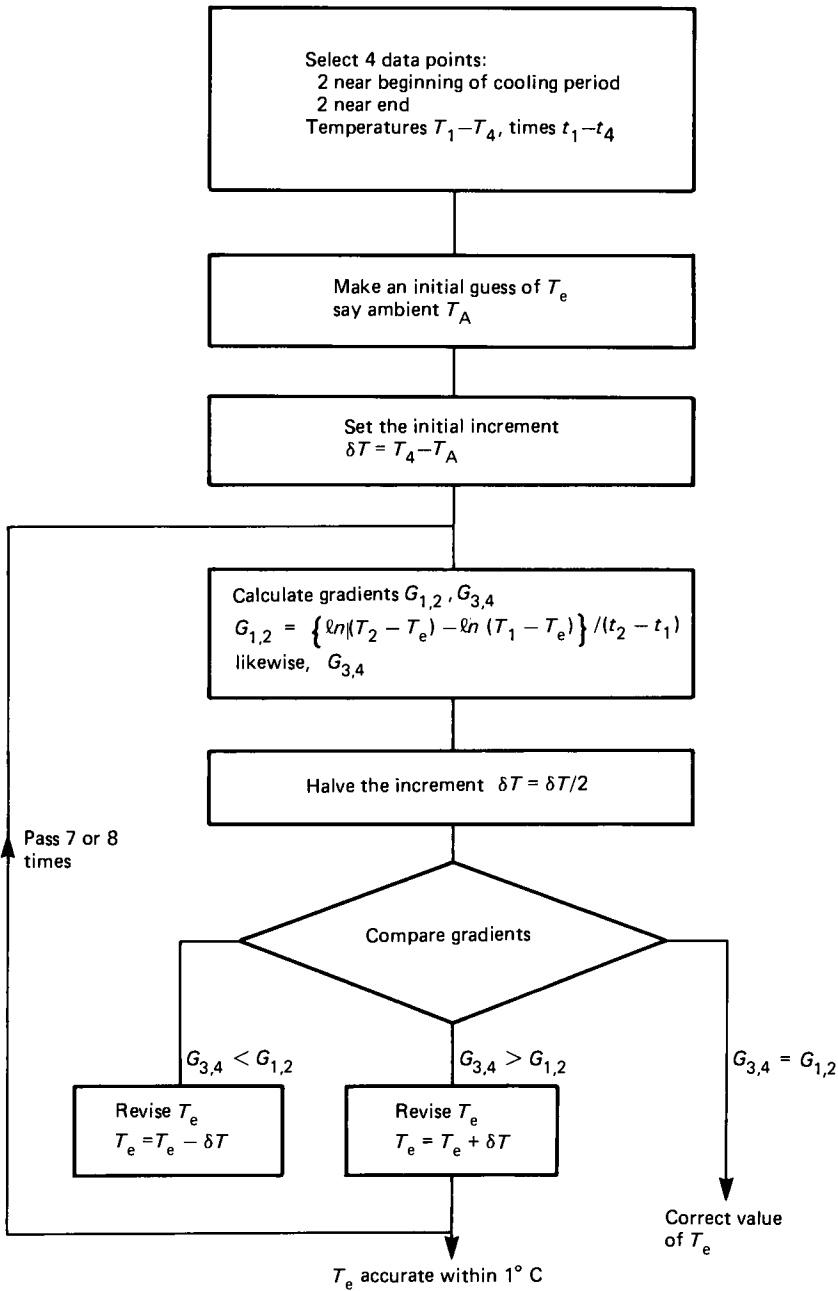 Select 4 data points:
2 near beginning of cooling period
2 near end
Temperatures T₁–T₄, times t₁–t₄
Make an initial guess of Tₑ
say ambient T_A
Set the initial increment
δT = T₄–T_A
Calculate gradients G₁,₂ , G₃,₄
G₁,₂ = {ℓn|(T₂ – Tₑ) – ℓn (T₁ – Tₑ)} /(t₂ – t₁)
likewise, G₃,₄
Halve the increment δT = δT/2
Pass 7 or 8
times
Compare gradients
G₃,₄ < G₁,₂
G₃,₄ > G₁,₂
G₃,₄ = G₁,₂
Revise Tₑ
Tₑ =Tₑ – δT
Revise Tₑ
Tₑ = Tₑ + δT
Correct value
of Tₑ
Tₑ accurate within 1° C